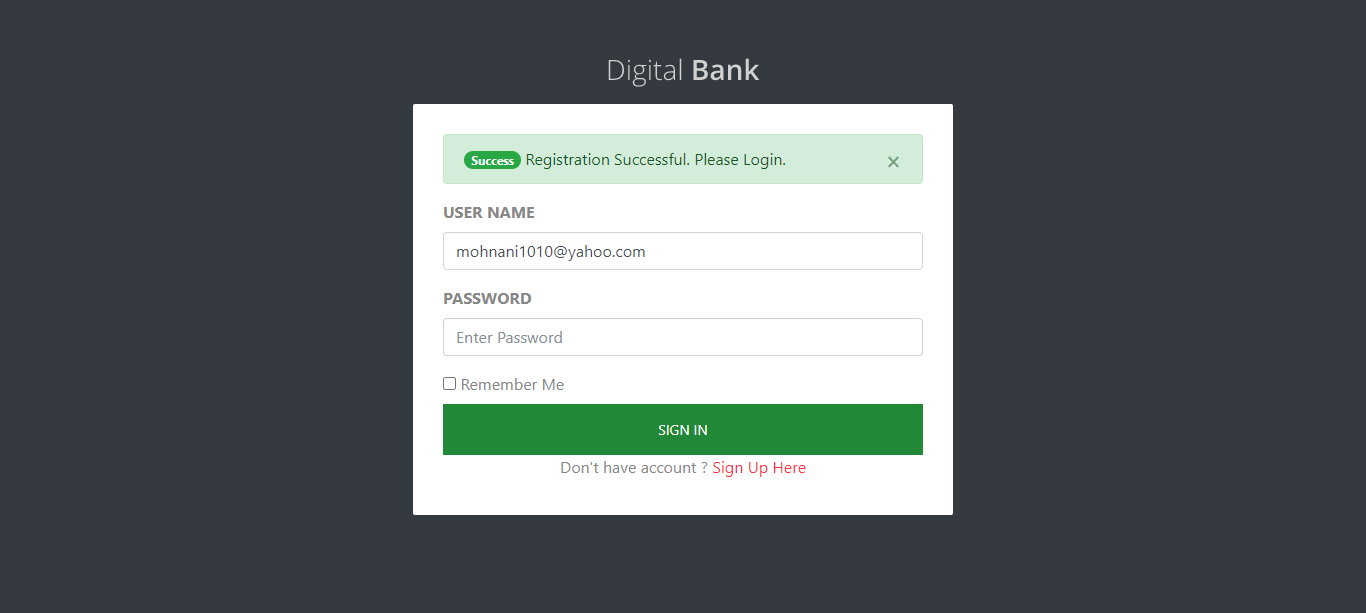 Digital Bank
Success Registration Successful. Please Login. ×
USER NAME
mohnani1010@yahoo.com
PASSWORD
Enter Password
Remember Me
SIGN IN
Don't have account ? Sign Up Here